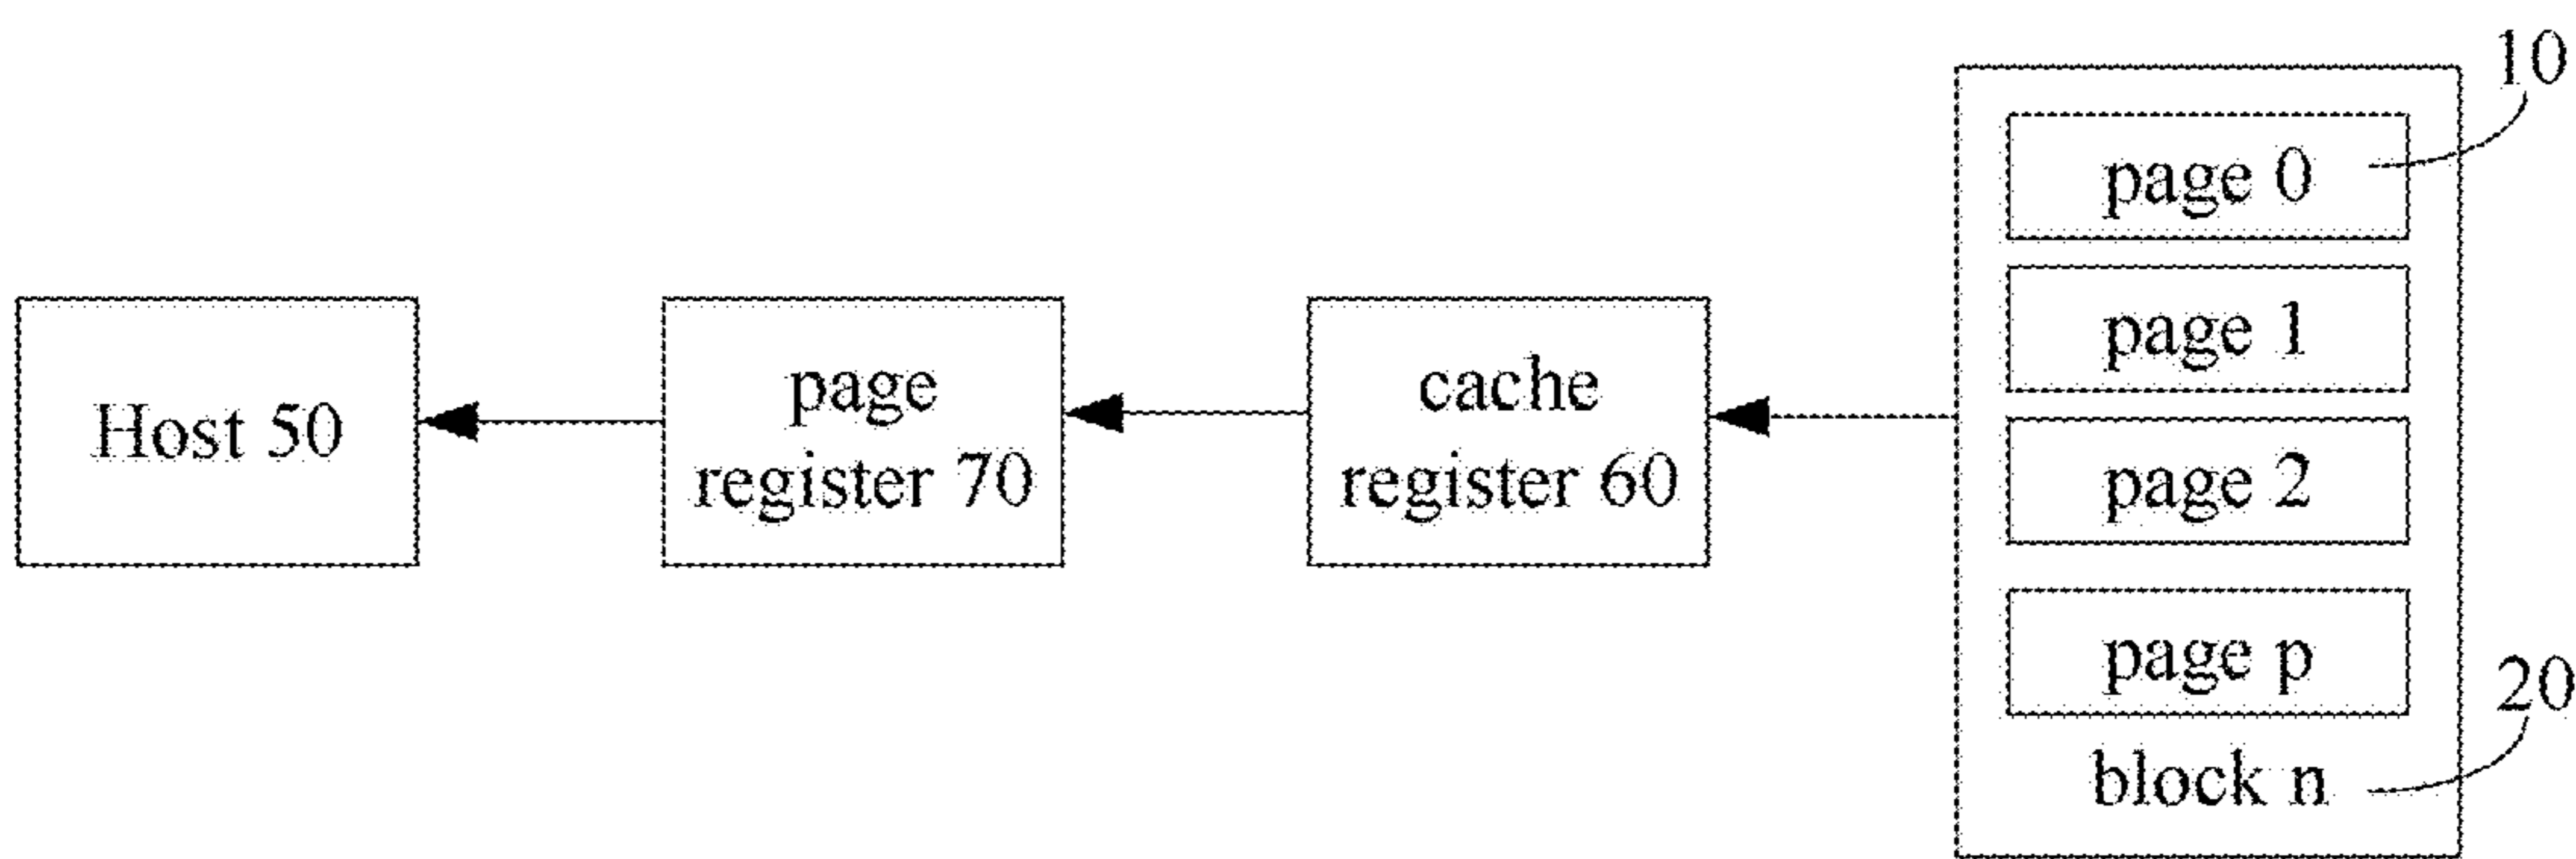 10
page 0
page 1
page 2
page p
block n
20
Host 50
page
register 70
cache
register 60